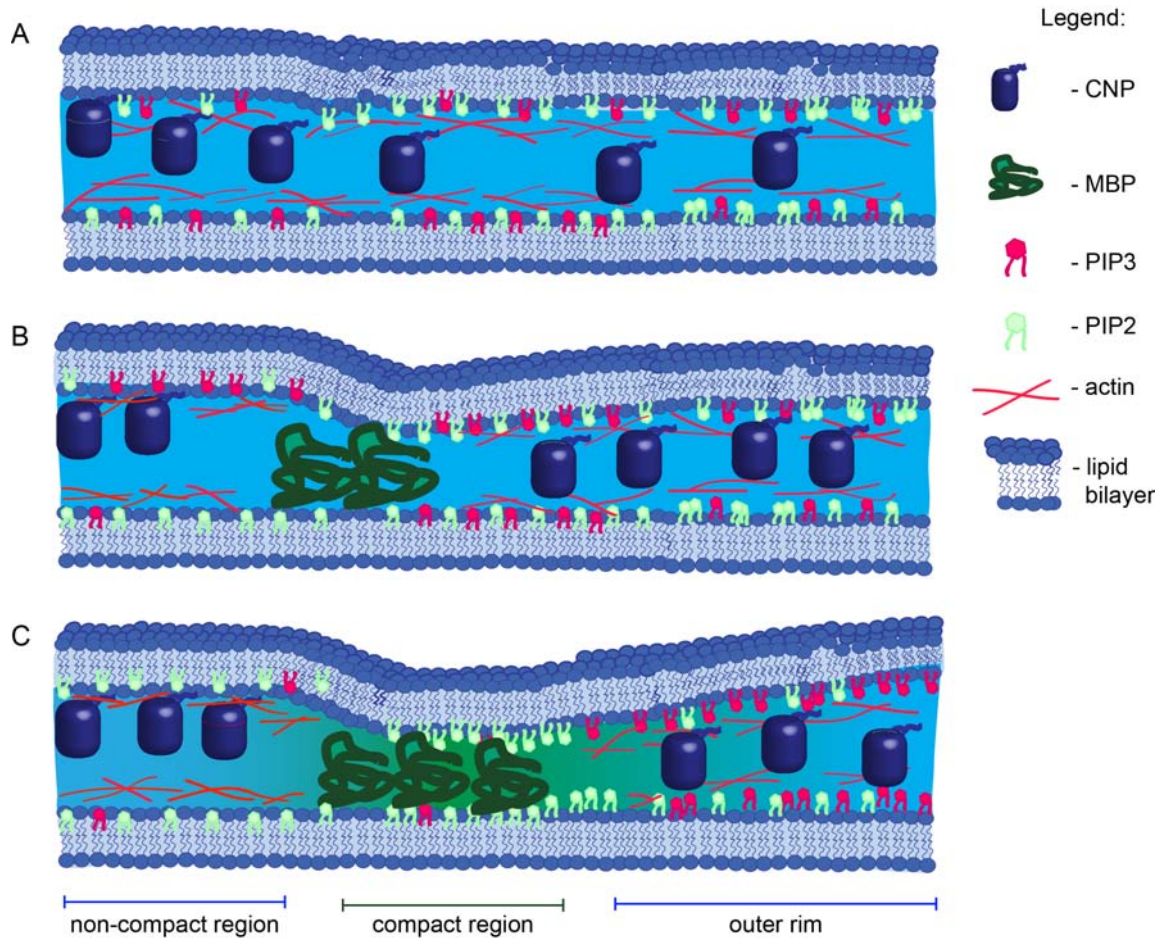 A
B
C
Legend:
- CNP
- MBP
- PIP3
- PIP2
- actin
- lipid
bilayer
non-compact region
compact region
outer rim